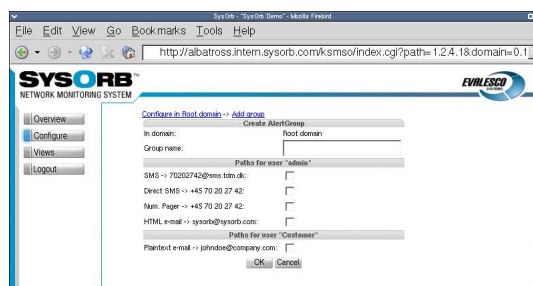 SysOrb - "SysOrb Demo" - Mozilla Firebird
File Edit View Go Bookmarks Tools Help
http://albatross.intern.sysorb.com/ksmso/index.cgi?path=1.2.4.1&domain=0.1
SYSORB™
NETWORK MONITORING SYSTEM
EVALESCO
SYSTEMS
Overview
Configure
Views
Logout
Configure in Root domain -> Add group
Create AlertGroup
In domain: Root domain
Group name:
Paths for user "admin"
SMS -> 70202742@sms.tdm.dk:
Direct SMS -> +45 70 20 27 42:
Num. Pager -> +45 70 20 27 42:
HTML e-mail -> sysorb@sysorb.com:
Paths for user "Customer"
Plaintext e-mail -> johndoe@company.com:
OK Cancel